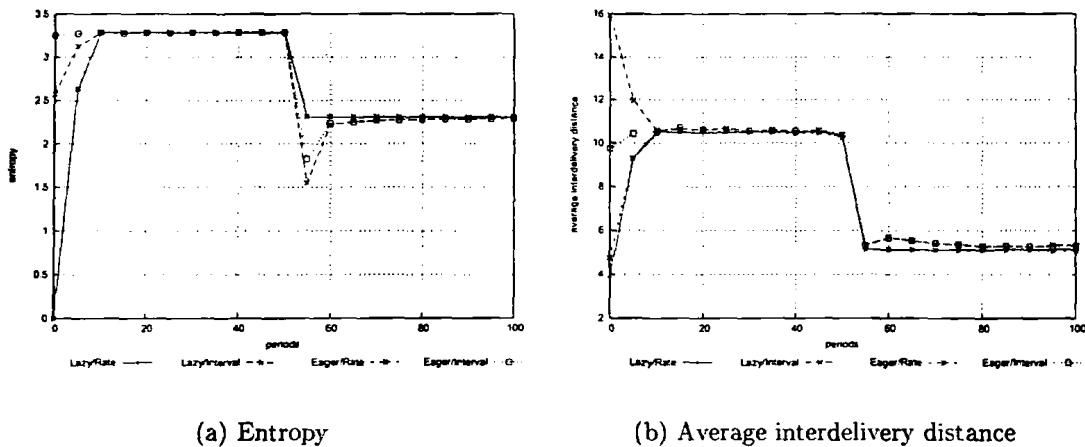 3.5
3
2.5
2
1.5
1
0.5
0
entropy
0 20 40 60 80 100
periods
Lazy/Rate Lazy/Interval Eager/Rate Eager/Interval
16
14
12
10
8
6
4
2
average interdelivery distance
0 20 40 60 80 100
periods
Lazy/Rate Lazy/Interval Eager/Rate Eager/Interval
(a) Entropy
(b) Average interdelivery distance